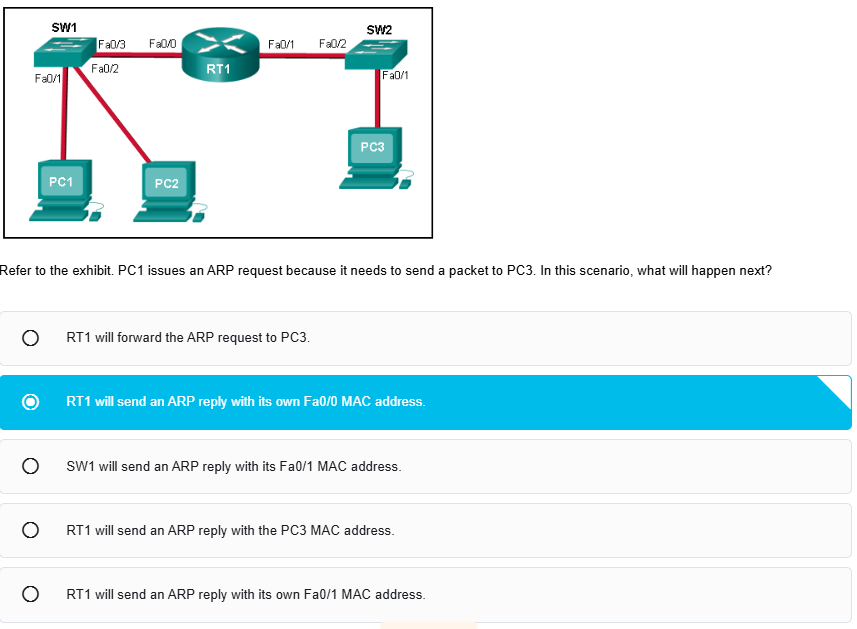 SW1
SW2
Fa0/3
Fa0/0
Fa0/1
Fa0/2
RT1
Fa0/1
Fa0/2
Fa0/1
PC3
PC1
PC2
Refer to the exhibit. PC1 issues an ARP request because it needs to send a packet to PC3. In this scenario, what will happen next?
RT1 will forward the ARP request to PC3.
RT1 will send an ARP reply with its own Fa0/0 MAC address.
SW1 will send an ARP reply with its Fa0/1 MAC address.
RT1 will send an ARP reply with the PC3 MAC address.
RT1 will send an ARP reply with its own Fa0/1 MAC address.